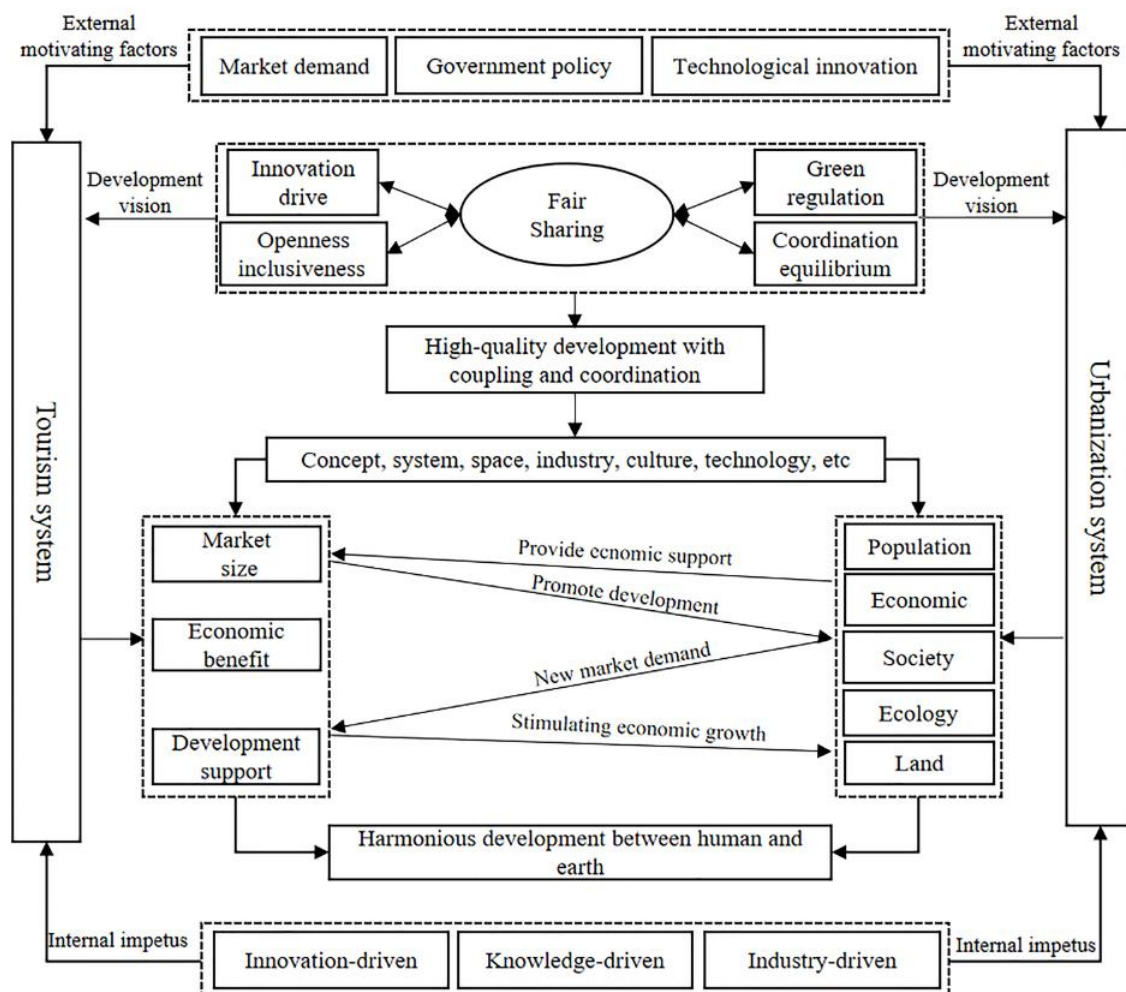 External
motivating factors
Market demand
Government policy
Technological innovation
External
motivating factors
Development
vision
Innovation
drive
Openness
inclusiveness
Fair
Sharing
Green
regulation
Coordination
equilibrium
Development
vision
High-quality development with
coupling and coordination
Tourism system
Urbanization system
Concept, system, space, industry, culture, technology, etc
Market
size
Economic
benefit
Development
support
Provide ecnomic support
Promote development
New market demand
Stimulating economic growth
Population
Economic
Society
Ecology
Land
Harmonious development between human and
earth
Internal impetus
Innovation-driven
Knowledge-driven
Industry-driven
Internal impetus